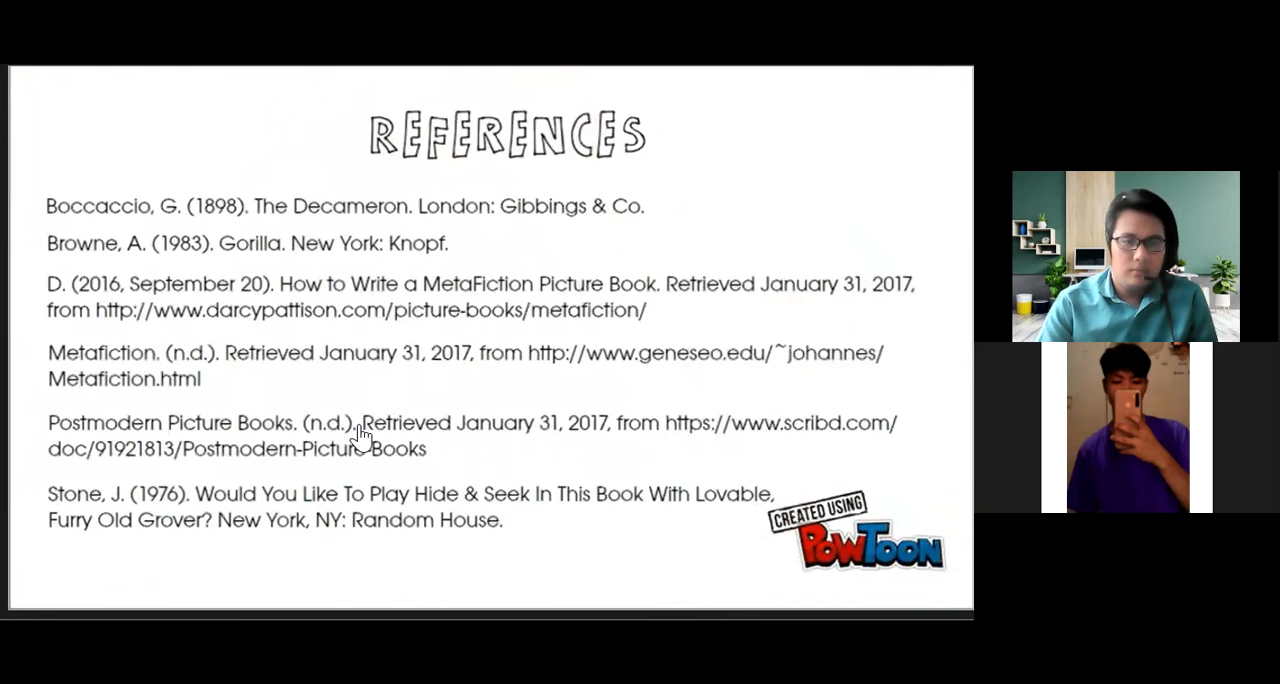 REFERENCES
Boccaccio, G. (1898). The Decameron. London: Gibbings & Co.
Browne, A. (1983). Gorilla. New York: Knopf.
D. (2016, September 20). How to Write a MetaFiction Picture Book. Retrieved January 31, 2017,
from http://www.darcypattison.com/picture-books/metafiction/
Metafiction. (n.d.). Retrieved January 31, 2017, from http://www.geneseo.edu/~johannes/
Metafiction.html
Postmodern Picture Books. (n.d.). Retrieved January 31, 2017, from https://www.scribd.com/
doc/91921813/Postmodern-Picture-Books
Stone, J. (1976). Would You Like To Play Hide & Seek In This Book With Lovable,
Furry Old Grover? New York, NY: Random House.
CREATED USING
POWTOON